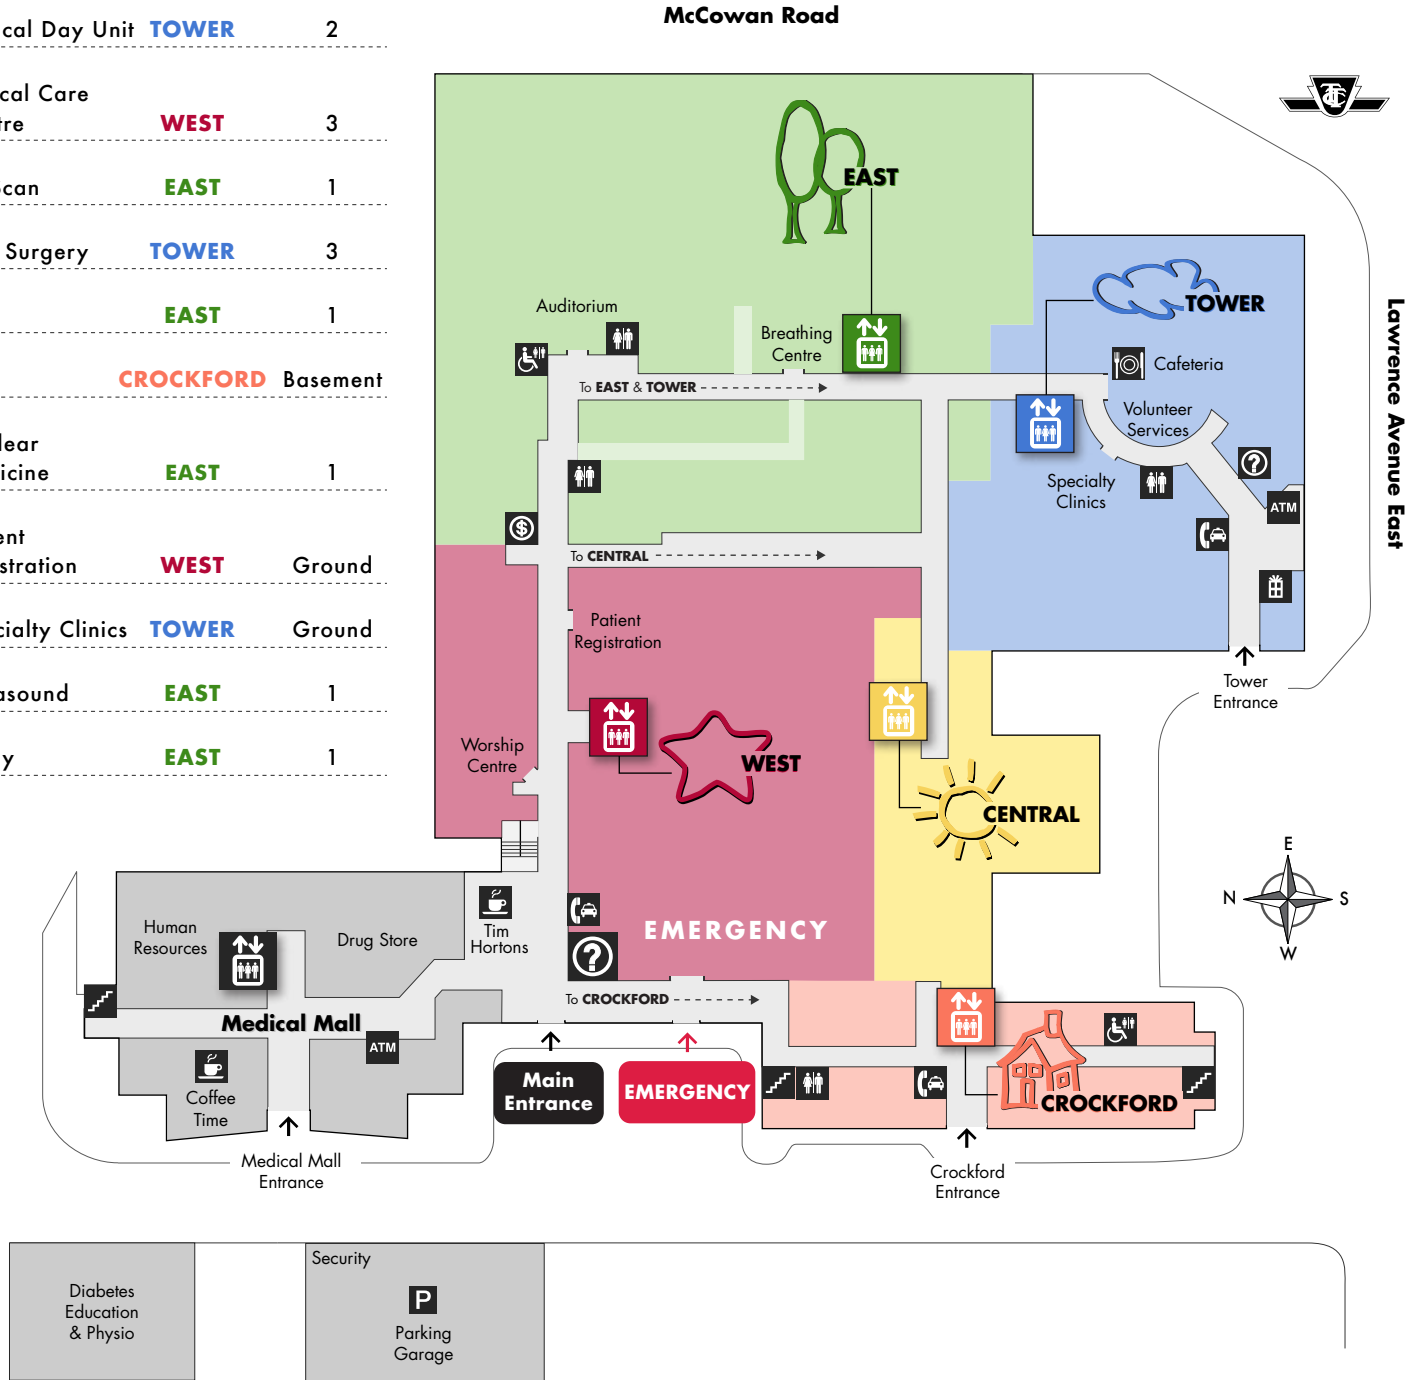 McCowan Road
cal Day Unit TOWER 2
cal Care
tre WEST 3
can EAST 1
Surgery TOWER 3
EAST 1
CROCKFORD Basement
lear
icine EAST 1
ent
stration WEST Ground
cialty Clinics TOWER Ground
asound EAST 1
y EAST 1
TTC
EAST
TOWER
Lawrence Avenue East
Auditorium
Breathing
Centre
Cafeteria
To EAST & TOWER
Volunteer
Services
Specialty
Clinics
?
ATM
$
To CENTRAL
Patient
Registration
Tower
Entrance
Worship
Centre
WEST
CENTRAL
E
N
S
W
Human
Resources
Drug Store
Tim
Hortons
EMERGENCY
?
To CROCKFORD
Medical Mall
ATM
Coffee
Time
Main
Entrance
EMERGENCY
CROCKFORD
Medical Mall
Entrance
Crockford
Entrance
Diabetes
Education
& Physio
Security
P
Parking
Garage